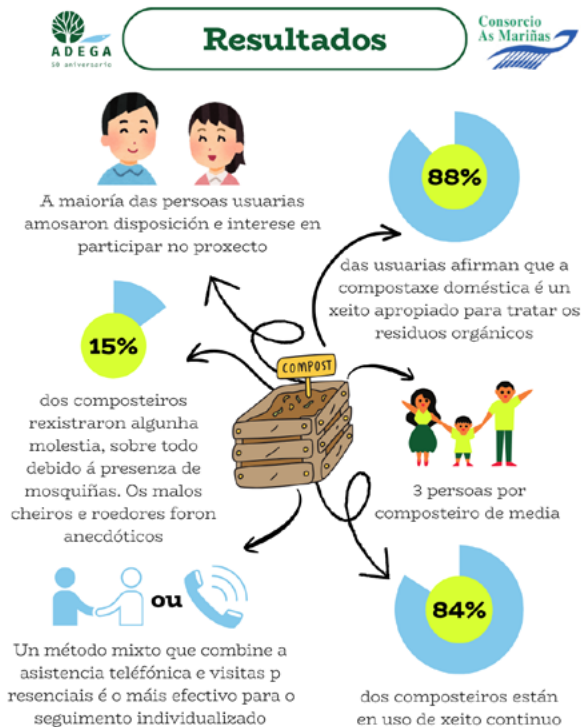 ADEGA
50 aniversario
Resultados
Consorcio
As Mariñas
A maioría das persoas usuarias
amosaron disposición e interese en
participar no proxecto
88%
das usuarias afirman que a
compostaxe doméstica é un
xeito apropiado para tratar os
residuos orgánicos
15%
dos composteiros
rexistraron algunha
molestia, sobre todo
debido á presenza de
mosquiñas. Os malos
cheiros e roedores foron
anecdóticos
COMPOST
3 persoas por
composteiro de media
ou
Un método mixto que combine a
asistencia teléfónica e visitas p
resenciais é o máis efectivo para o
seguimento individualizado
84%
dos composteiros están
en uso de xeito continuo